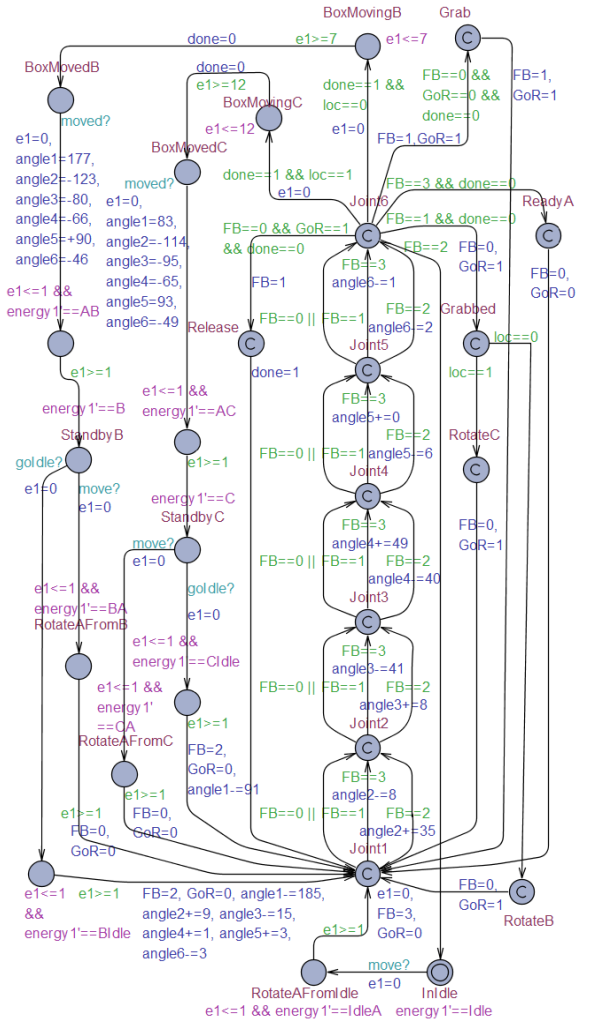 BoxMovingB
Grab
done=0
e1>=7
e1<=7
BoxMovedB
done=0
e1>=12
FB==0 &&
GoR==0 &&
done==0
FB=1,
GoR=1
done==1 &&
loc==0
BoxMovingC
moved?
e1<=12
e1=0
e1=0,
angle1=177,
angle2=-123,
angle3=-80,
angle4=-66,
angle5=+90,
angle6=-46
BoxMovedC
FB=1,GoR=1
moved?
done==1 && loc==1
e1=0
FB==3 && done==0
e1=0,
angle1=83,
angle2=-114,
angle3=-95,
angle4=-65,
angle5=93,
angle6=-49
Joint6
ReadyA
FB==0 && GoR==1
&& done==0
FB==1 && done==0
FB==2
FB=0,
GoR=1
FB==3
angle6-=1
FB=1
FB=0,
GoR=0
e1<=1 &&
energy1'==AB
FB==2
angle6-=2
Grabbed
FB==0 || FB==1
Release
loc==0
Joint5
e1>=1
done=1
loc==1
e1<=1 &&
energy1'==AC
FB==3
angle5+=0
energy1'==B
StandbyB
FB==2
angle5-=6
RotateC
FB==0 || FB==1
goIdle?
e1>=1
Joint4
e1=0
move?
e1=0
energy1'==C
StandbyC
FB==3
angle4+=49
FB=0,
GoR=1
move?
e1=0
FB==0 || FB==1
FB==2
angle4-=40
goIdle?
e1=0
Joint3
e1<=1 &&
energy1'==BA
RotateAFromB
e1<=1 &&
energy1'==CIdle
FB==3
angle3-=41
FB==0 || FB==1
FB==2
angle3+=8
e1<=1 &&
energy1'
==CA
e1>=1
Joint2
RotateAFromC
FB=2,
GoR=0,
angle1-=91
FB==3
angle2-=8
e1>=1
e1>=1
FB=0,
GoR=0
FB==0 || FB==1
FB==2
angle2+=35
FB=0,
GoR=0
Joint1
e1<=1
&&
energy1'==BIdle
e1>=1
FB=2, GoR=0, angle1-=185,
angle2+=9, angle3-=15,
angle4+=1, angle5+=3,
angle6-=3
e1=0,
FB=3,
GoR=0
FB=0,
GoR=1
RotateB
e1>=1
move?
e1=0
RotateAFromIdle
InIdle
e1<=1 && energy1'==IdleA
energy1'==Idle
C
C
C
C
C
C
C
C
C
C
C
C